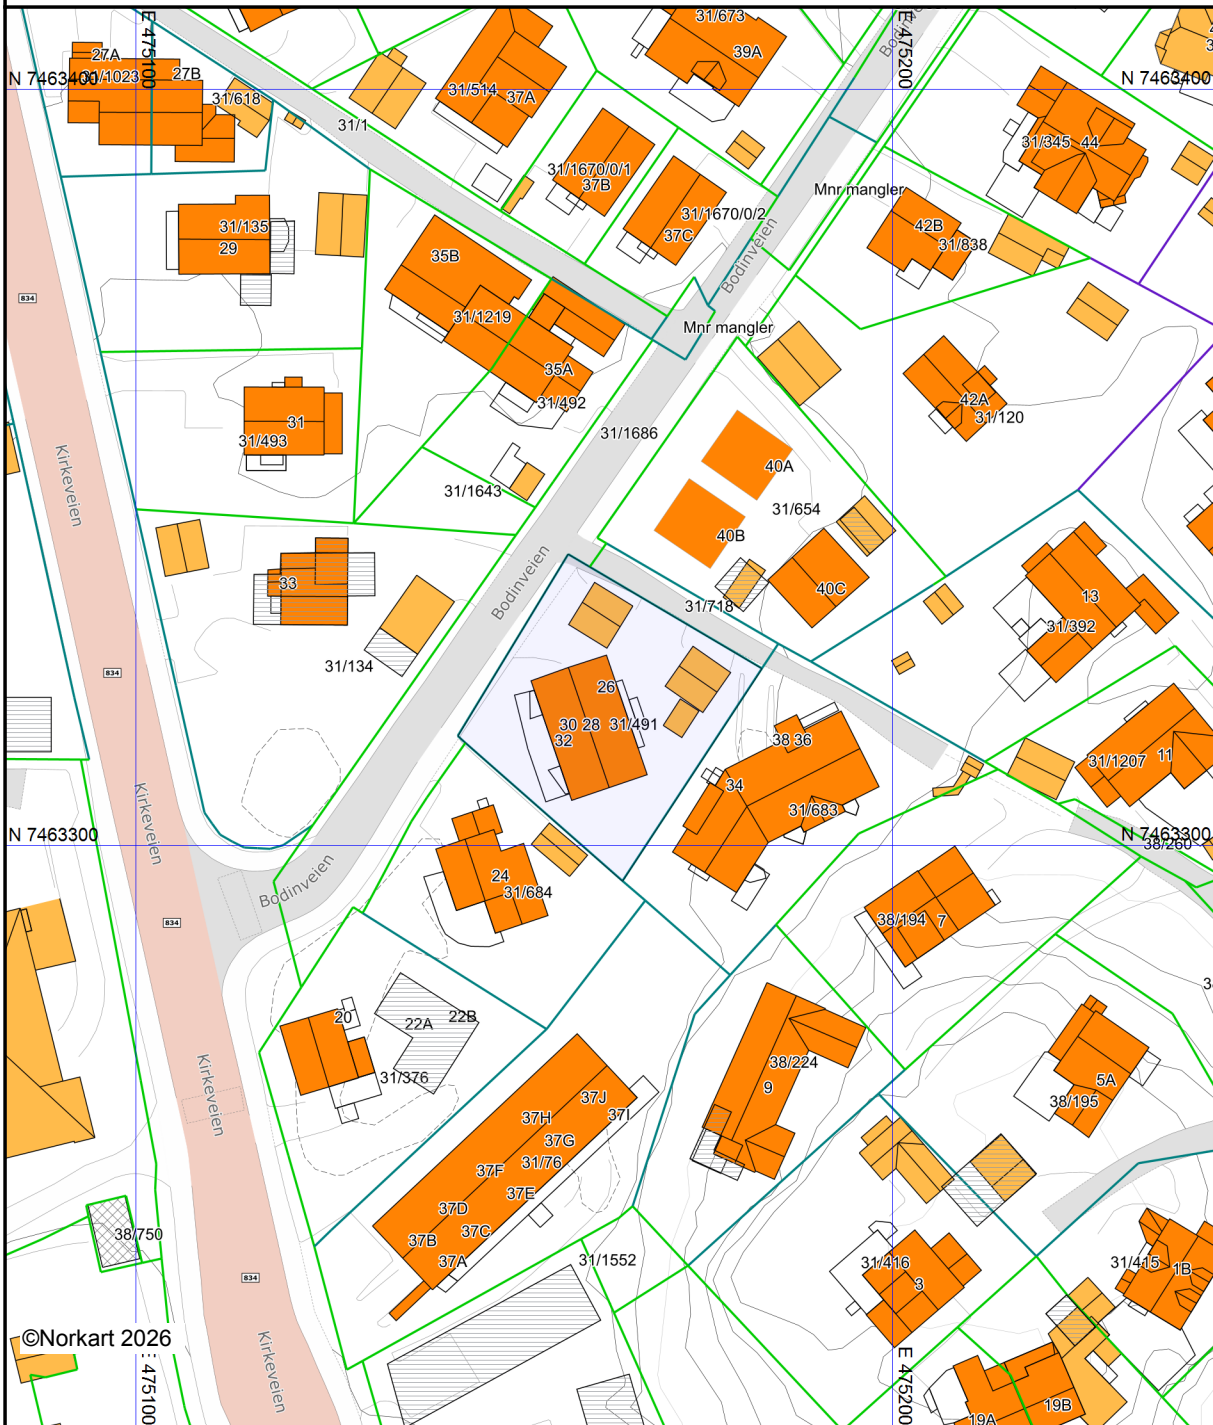 E 475100
E 475200
Bodinv
31/673
39A
27A
31/1023
27B
N 7463400
N 7463400
31/618
31/514
37A
31/1
31/345
44
31/1670/0/1
37B
Mnr mangler
31/1670/0/2
37C
31/135
29
42B
31/838
35B
Bodinveien
834
31/1219
Mnr mangler
35A
31/492
42A
31/120
31
31/493
31/1686
40A
Kirkeveien
31/1643
31/654
40B
33
Bodinveien
40C
31/718
13
31/392
31/134
834
26
30 28
31/491
32
38 36
31/1207
11
34
31/683
Kirkeveien
N 7463300
N 7463300
38/260
Bodinveien
24
31/684
38/194
7
834
20
22A
22B
31/376
38/224
9
5A
38/195
Kirkeveien
37J
37H
37I
37G
31/76
37F
37E
37D
37C
37B
37A
38/750
31/1552
31/416
3
31/415
1B
834
©Norkart 2026
Kirkeveien
E 475100
E 475200
19A
19B